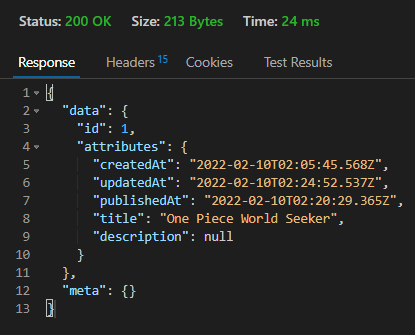 Status: 200 OK Size: 213 Bytes Time: 24 ms
Response Headers 15 Cookies Test Results
1 {
2 "data": {
3 "id": 1,
4 "attributes": {
5 "createdAt": "2022-02-10T02:05:45.568Z",
6 "updatedAt": "2022-02-10T02:24:52.537Z",
7 "publishedAt": "2022-02-10T02:20:29.365Z",
8 "title": "One Piece World Seeker",
9 "description": null
10 }
11 },
12 "meta": {}
13 }